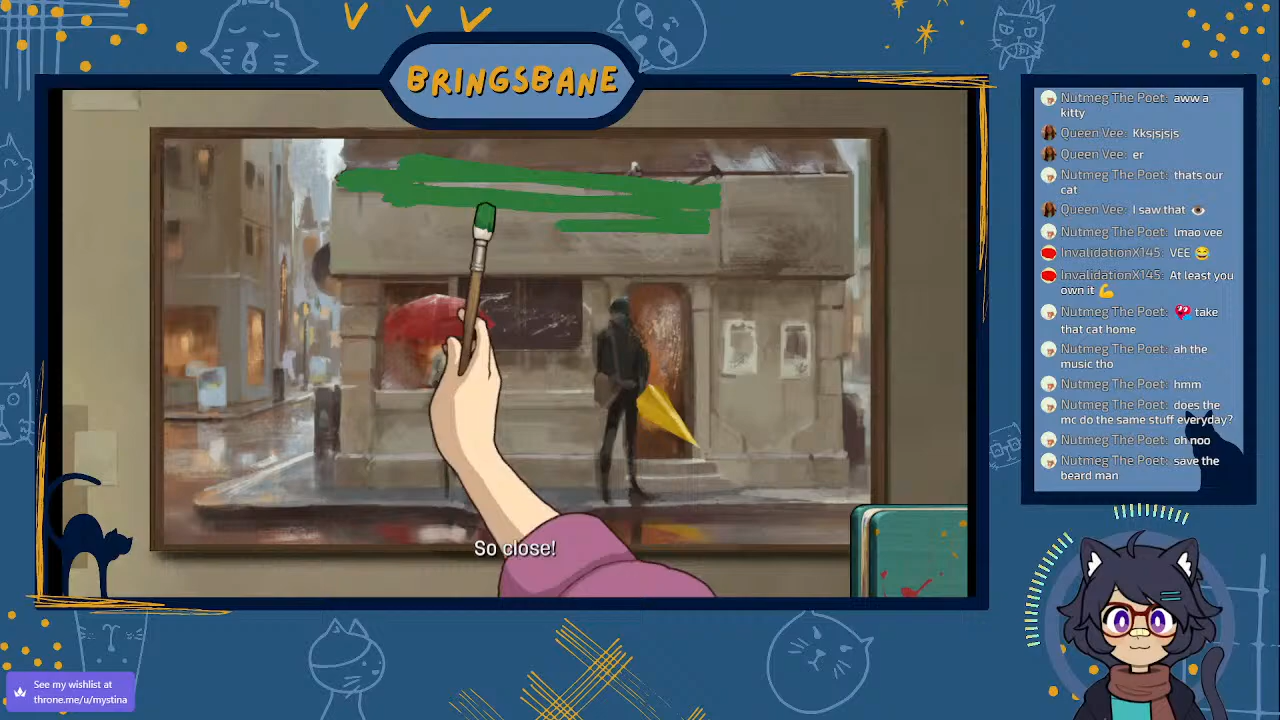 BRINGSBANE
Nutmeg The Poet: aww a
kitty
Queen Vee: Kksjsjsjs
Queen Vee: er
Nutmeg The Poet: thats our
cat
Queen Vee: I saw that 👁️
Nutmeg The Poet: lmao vee
InvalidationX145: VEE 😂
InvalidationX145: At least you
own it 💪
Nutmeg The Poet: 💖 take
that cat home
Nutmeg The Poet: ah the
music tho
Nutmeg The Poet: hmm
Nutmeg The Poet: does the
mc do the same stuff everyday?
Nutmeg The Poet: oh noo
Nutmeg The Poet: save the
beard man
So close!
See my wishlist at
throne.me/u/mystina